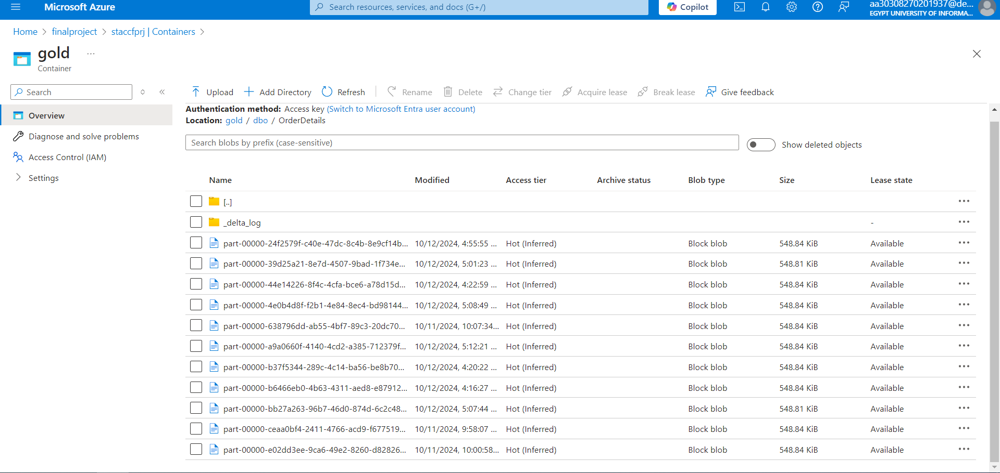 Microsoft Azure
Search resources, services, and docs (G+/)
Copilot
aa30308270201937@de...
EGYPT UNIVERSITY OF INFORMA...
Home > finalproject > staccfprj | Containers >
gold ...
Container
Search
Upload
Add Directory
Refresh
Rename
Delete
Change tier
Acquire lease
Break lease
Give feedback
Overview
Diagnose and solve problems
Access Control (IAM)
Settings
Authentication method: Access key (Switch to Microsoft Entra user account)
Location: gold / dbo / OrderDetails
Search blobs by prefix (case-sensitive)
Show deleted objects
Name Modified Access tier Archive status Blob type Size Lease state
[..]
_delta_log -
part-00000-24f2579f-c40e-47dc-8c4b-8e9cf14b... 10/12/2024, 4:55:55 ... Hot (Inferred) Block blob 548.84 KiB Available
part-00000-39d25a21-8e7d-4507-9bad-1f734e... 10/12/2024, 5:01:23 ... Hot (Inferred) Block blob 548.81 KiB Available
part-00000-44e14226-8f4c-4cfa-bce6-a78d15d... 10/12/2024, 4:22:59 ... Hot (Inferred) Block blob 548.84 KiB Available
part-00000-4e0b4d8f-f2b1-4e84-8ec4-bd98144... 10/12/2024, 5:08:49 ... Hot (Inferred) Block blob 548.84 KiB Available
part-00000-638796dd-ab55-4bf7-89c3-20dc70... 10/11/2024, 10:07:34... Hot (Inferred) Block blob 548.84 KiB Available
part-00000-a9a0660f-4140-4cd2-a385-712379f... 10/12/2024, 5:12:21 ... Hot (Inferred) Block blob 548.84 KiB Available
part-00000-b37f5344-289c-4c14-ba56-be8b70... 10/12/2024, 4:20:22 ... Hot (Inferred) Block blob 548.84 KiB Available
part-00000-b6466eb0-4b63-4311-aed8-e87912... 10/12/2024, 4:16:27 ... Hot (Inferred) Block blob 548.84 KiB Available
part-00000-bb27a263-96b7-46d0-874d-6c2c48... 10/12/2024, 5:07:44 ... Hot (Inferred) Block blob 548.81 KiB Available
part-00000-ceaa0bf4-2411-4766-acd9-f677519... 10/11/2024, 9:58:07 ... Hot (Inferred) Block blob 548.84 KiB Available
part-00000-e02dd3ee-9ca6-49e2-8260-d82826... 10/11/2024, 10:00:58... Hot (Inferred) Block blob 548.84 KiB Available